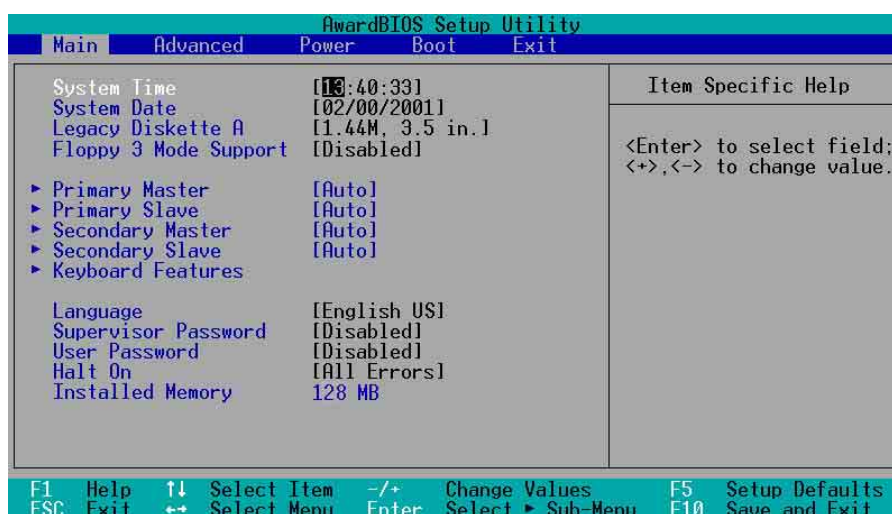 AwardBIOS Setup Utility
Main Advanced Power Boot Exit
System Time [13:40:33]
System Date [02/00/2001]
Legacy Diskette A [1.44M, 3.5 in.]
Floppy 3 Mode Support [Disabled]
▸ Primary Master [Auto]
▸ Primary Slave [Auto]
▸ Secondary Master [Auto]
▸ Secondary Slave [Auto]
▸ Keyboard Features
Language [English US]
Supervisor Password [Disabled]
User Password [Disabled]
Halt On [All Errors]
Installed Memory 128 MB
Item Specific Help
<Enter> to select field;
<+>,<-> to change value.
F1 Help ↑↓ Select Item -/+ Change Values F5 Setup Defaults
ESC Exit ←→ Select Menu Enter Select ▸ Sub-Menu F10 Save and Exit